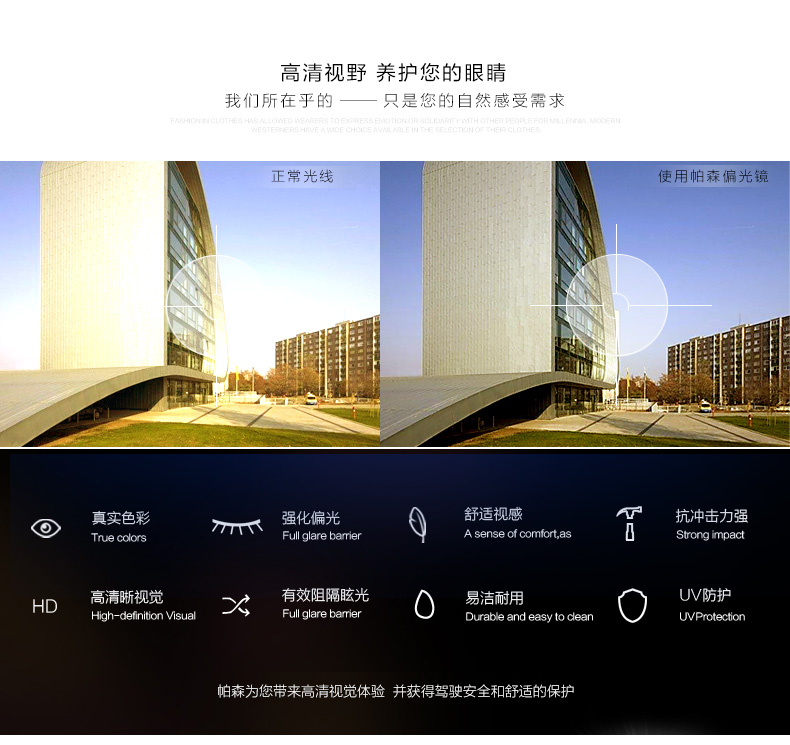 高清视野 养护您的眼睛
我们所在乎的 —— 只是您的自然感受需求
FASHION IN CLOTHES HAS ALLOWED WEARERS TO EXPRESS EMOTION OR SOLIDARITY WITH OTHER PEOPLE FOR MILLENNIA. MODERN
WESTERNERS HAVE A WIDE CHOICE AVAILABLE IN THE SELECTION OF THEIR CLOTHES.
正常光线
使用帕森偏光镜
真实色彩
True colors
强化偏光
Full glare barrier
舒适视感
A sense of comfort,as
抗冲击力强
Strong impact
HD
高清晰视觉
High-definition Visual
有效阻隔眩光
Full glare barrier
易洁耐用
Durable and easy to clean
UV防护
UVProtection
帕森为您带来高清视觉体验 并获得驾驶安全和舒适的保护